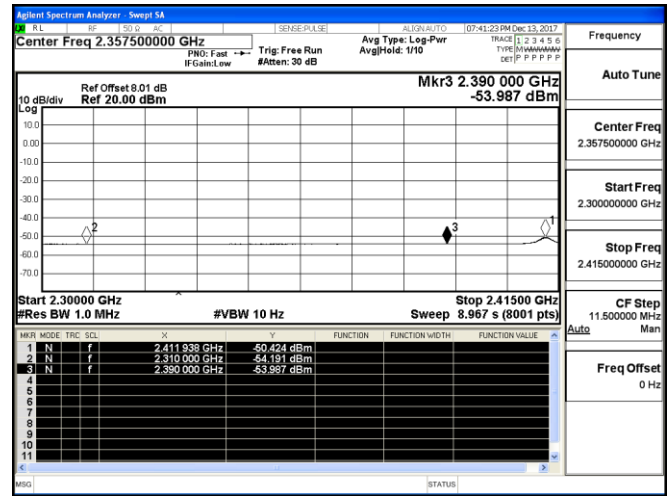 Agilent Spectrum Analyzer - Swept SA
RL RF 50 Ω AC SENSE:PULSE ALIGNAUTO 07:41:23 PM Dec 13, 2017
Center Freq 2.357500000 GHz
PNO: Fast
IFGain:Low
Trig: Free Run
#Atten: 30 dB
Avg Type: Log-Pwr
Avg|Hold: 1/10
TRACE 1 2 3 4 5 6
TYPE M
DET P P P P P P
Ref Offset 8.01 dB
Ref 20.00 dBm
10 dB/div
Log
Mkr3 2.390 000 GHz
-53.987 dBm
10.0
0.00
-10.0
-20.0
-30.0
-40.0
-50.0
-60.0
-70.0
2
3
1
Start 2.30000 GHz
Stop 2.41500 GHz
#Res BW 1.0 MHz
#VBW 10 Hz
Sweep 8.967 s (8001 pts)
MKR MODE TRC SCL X Y FUNCTION FUNCTION WIDTH FUNCTION VALUE
1 N f 2.411 938 GHz -50.424 dBm
2 N f 2.310 000 GHz -54.191 dBm
3 N f 2.390 000 GHz -53.987 dBm
4
5
6
7
8
9
10
11
MSG STATUS
Frequency
Auto Tune
Center Freq
2.357500000 GHz
Start Freq
2.300000000 GHz
Stop Freq
2.415000000 GHz
CF Step
11.500000 MHz
Auto Man
Freq Offset
0 Hz